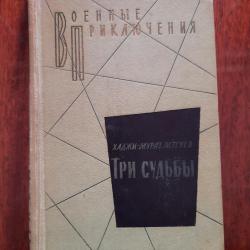 Военные
Приключения
Хаджи-Мурат Мугуев
Три судьбы